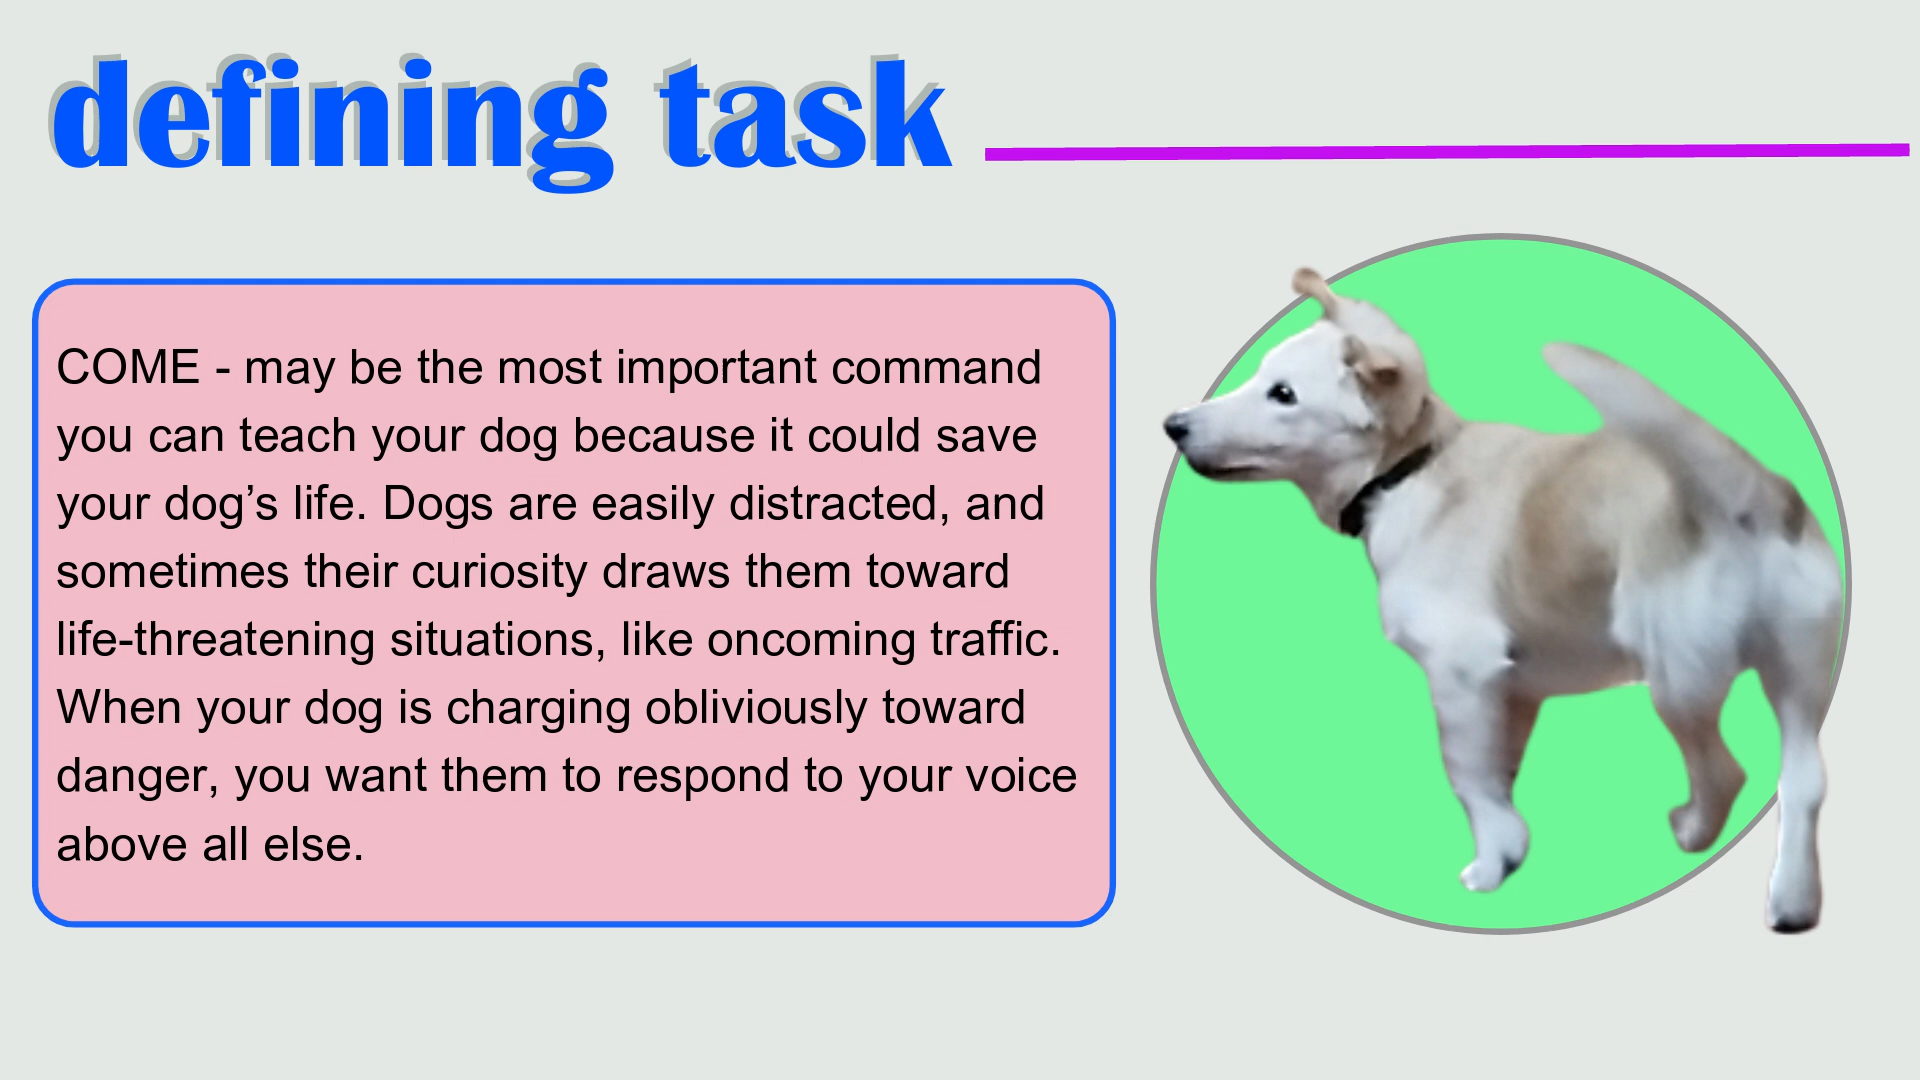 defining task
COME - may be the most important command
you can teach your dog because it could save
your dog’s life. Dogs are easily distracted, and
sometimes their curiosity draws them toward
life-threatening situations, like oncoming traffic.
When your dog is charging obliviously toward
danger, you want them to respond to your voice
above all else.